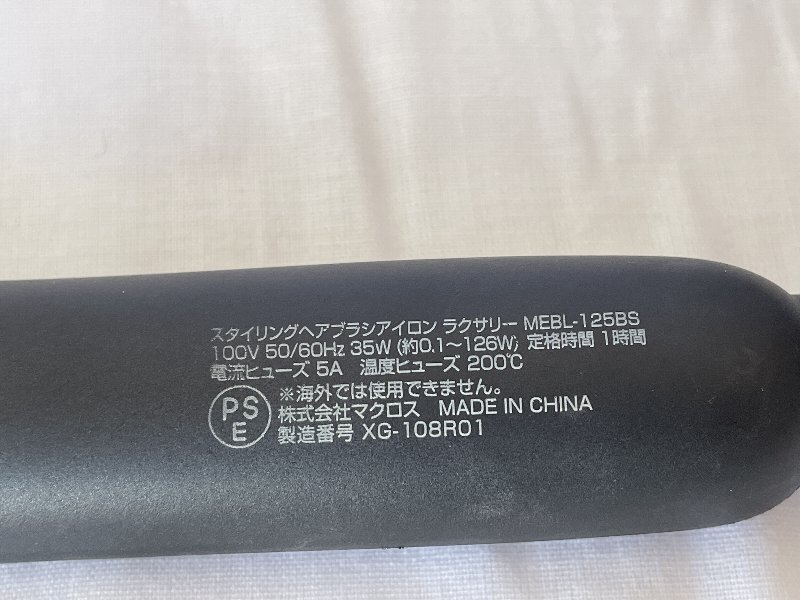 スタイリングヘアブラシアイロン ラクサリー MEBL-125BS
100V 50/60Hz 35W (約0.1～126W) 定格時間 1時間
電流ヒューズ 5A 温度ヒューズ 200℃
PSE
※海外では使用できません。
株式会社マクロス MADE IN CHINA
製造番号 XG-108R01